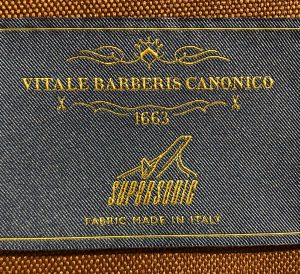 VITALE BARBERIS CANONICO
1663
SUPERSONIC
FABRIC MADE IN ITALY